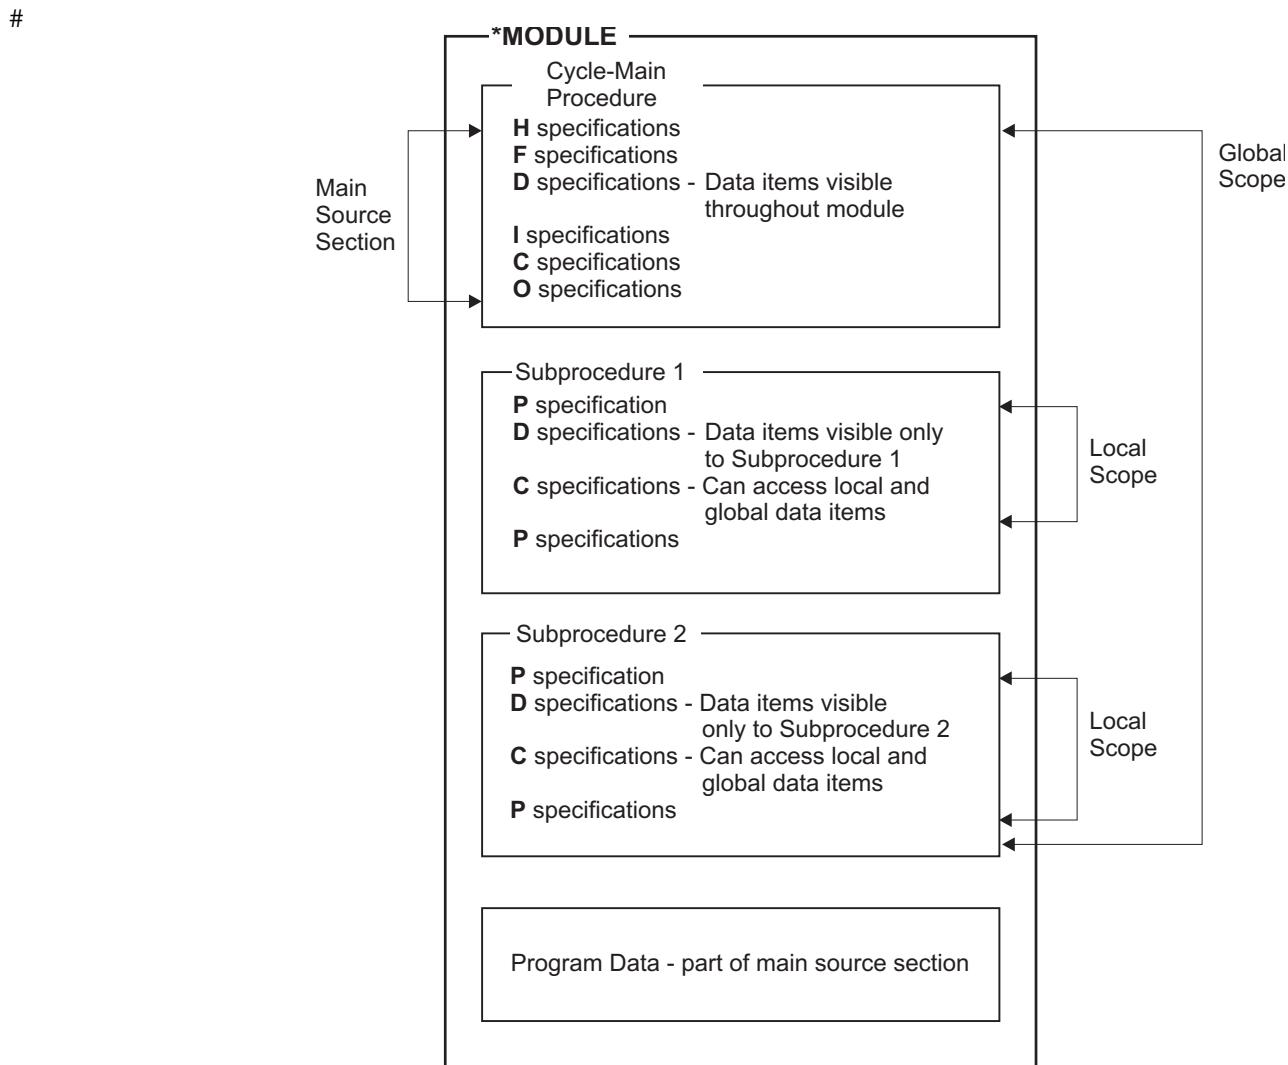 #
*MODULE
Cycle-Main
Procedure
H specifications
F specifications
D specifications - Data items visible
throughout module
I specifications
C specifications
O specifications
Main
Source
Section
Global
Scope
Subprocedure 1
P specification
D specifications - Data items visible only
to Subprocedure 1
C specifications - Can access local and
global data items
P specifications
Local
Scope
Subprocedure 2
P specification
D specifications - Data items visible
only to Subprocedure 2
C specifications - Can access local and
global data items
P specifications
Local
Scope
Program Data - part of main source section